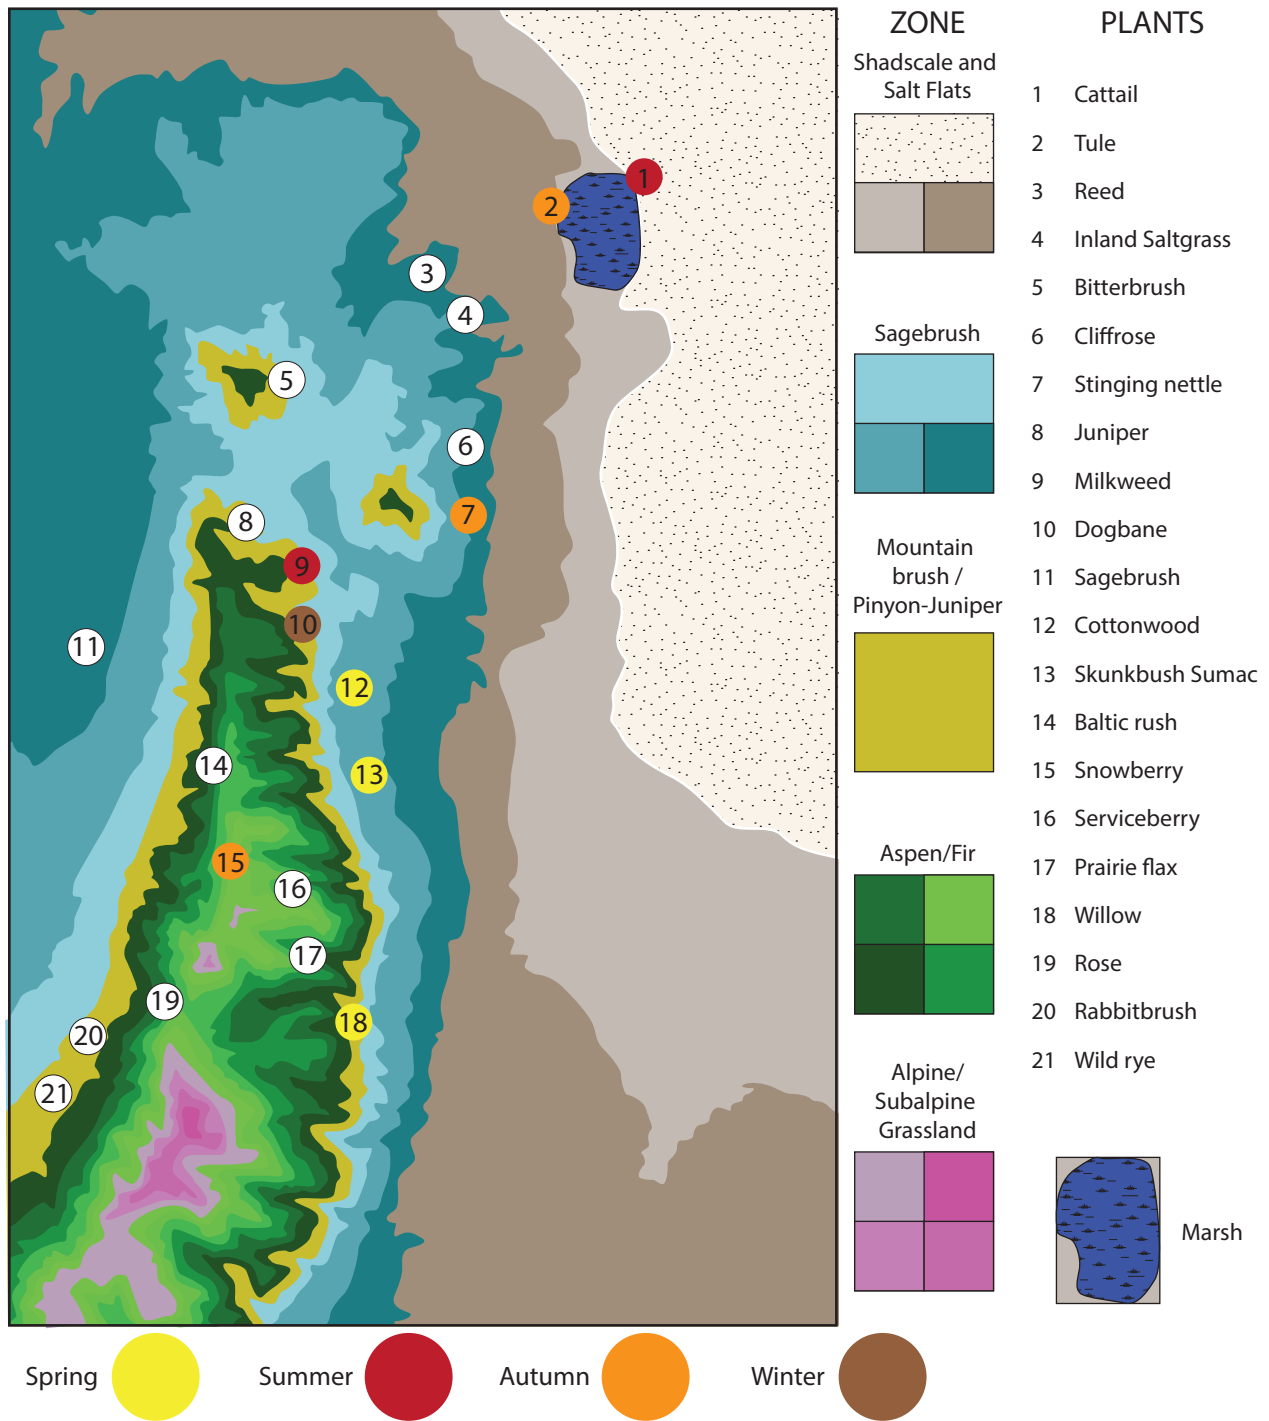 ZONE
Shadscale and
Salt Flats
Sagebrush
Mountain
brush /
Pinyon-Juniper
Aspen/Fir
Alpine/
Subalpine
Grassland
PLANTS
1 Cattail
2 Tule
3 Reed
4 Inland Saltgrass
5 Bitterbrush
6 Cliffrose
7 Stinging nettle
8 Juniper
9 Milkweed
10 Dogbane
11 Sagebrush
12 Cottonwood
13 Skunkbush Sumac
14 Baltic rush
15 Snowberry
16 Serviceberry
17 Prairie flax
18 Willow
19 Rose
20 Rabbitbrush
21 Wild rye
Marsh
1
2
3
4
5
6
7
8
9
10
11
12
13
14
15
16
17
18
19
20
21
Spring
Summer
Autumn
Winter